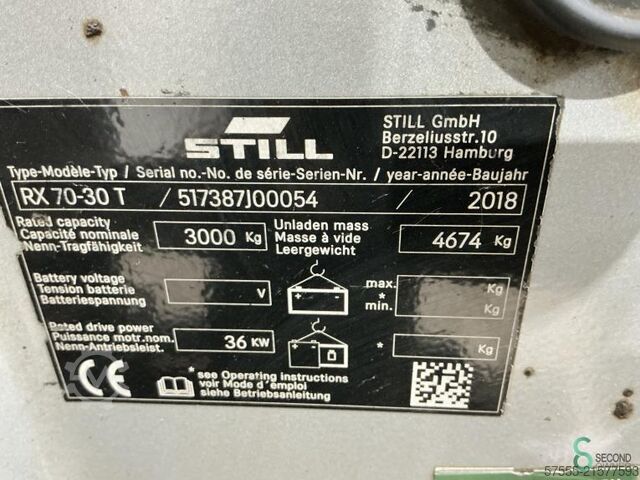 STILL
STILL GmbH
Berzeliusstr.10
D-22113 Hamburg
Type-Modèle-Typ / Serial no.-No. de série-Serien-Nr. / year-année-Baujahr
RX 70-30 T / 517387J00054 / 2018
Rated capacity
Capacité nominale
Nenn-Tragfähigkeit
3000 Kg
Unladen mass
Masse à vide
Leergewicht
4674 Kg
Battery voltage
Tension batterie
Batteriespannung
V
max.
*
min.
Kg
Kg
Rated drive power
Puissance motr.nom.
Nenn-Antriebsleist.
36 KW
* Kg
CE
*see Operating instructions
voir Mode d'emploi
siehe Betriebsanleitung
SECOND
57555-21577593